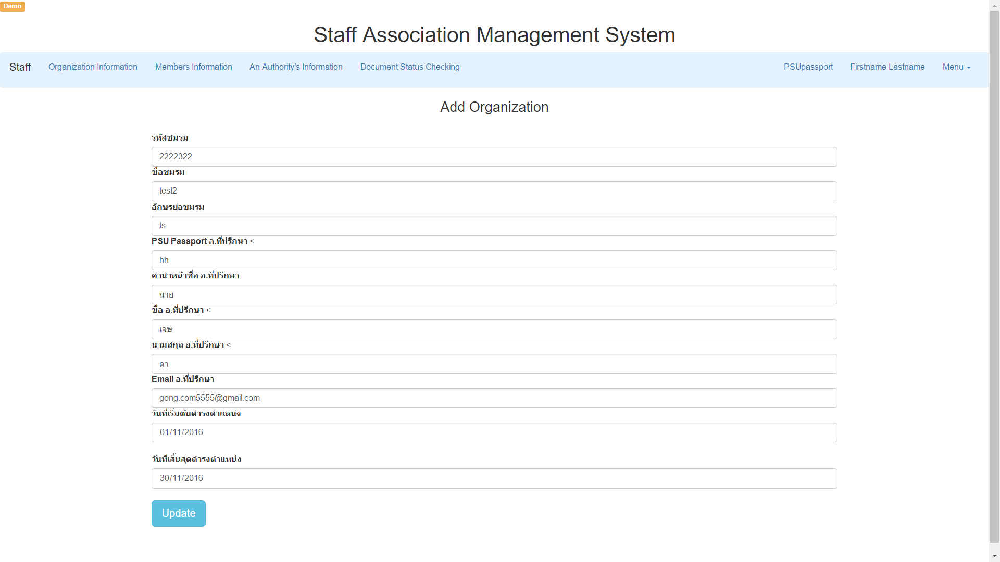 Demo
Staff Association Management System
Staff Organization Information Members Information An Authority’s Information Document Status Checking PSUpassport Firstname Lastname Menu
Add Organization
รหัสชมรม
2222322
ชื่อชมรม
test2
อักษรย่อชมรม
ts
PSU Passport อ.ที่ปรึกษา <
hh
คำนำหน้าชื่อ อ.ที่ปรึกษา
นาย
ชื่อ อ.ที่ปรึกษา <
เจษ
นามสกุล อ.ที่ปรึกษา <
ดา
Email อ.ที่ปรึกษา
gong.com5555@gmail.com
วันที่เริ่มต้นดำรงตำแหน่ง
01/11/2016
วันที่เสิ้นสุดดำรงตำแหน่ง
30/11/2016
Update